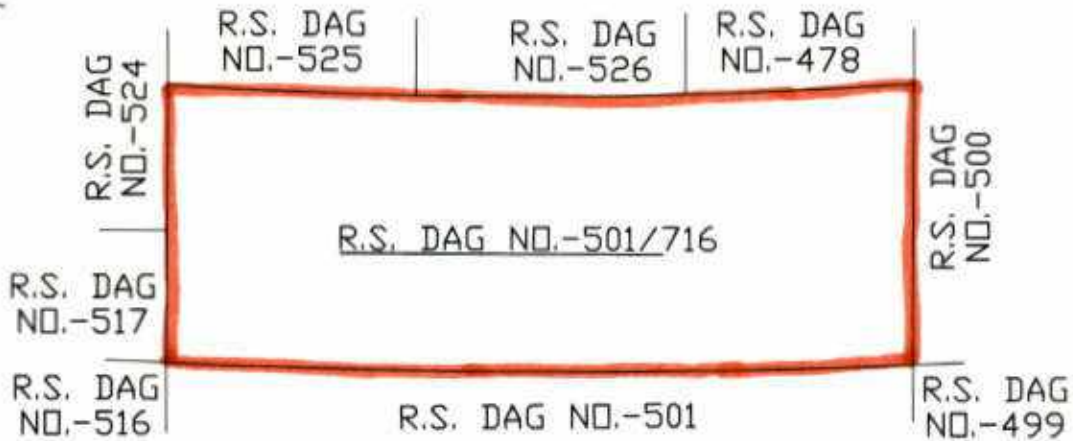 R.S. DAG
NO.-525
R.S. DAG
NO.-526
R.S. DAG
NO.-478
R.S. DAG
NO.-524
R.S. DAG
NO.-500
R.S. DAG NO.-501/716
R.S. DAG
NO.-517
R.S. DAG
NO.-516
R.S. DAG NO.-501
R.S. DAG
NO.-499